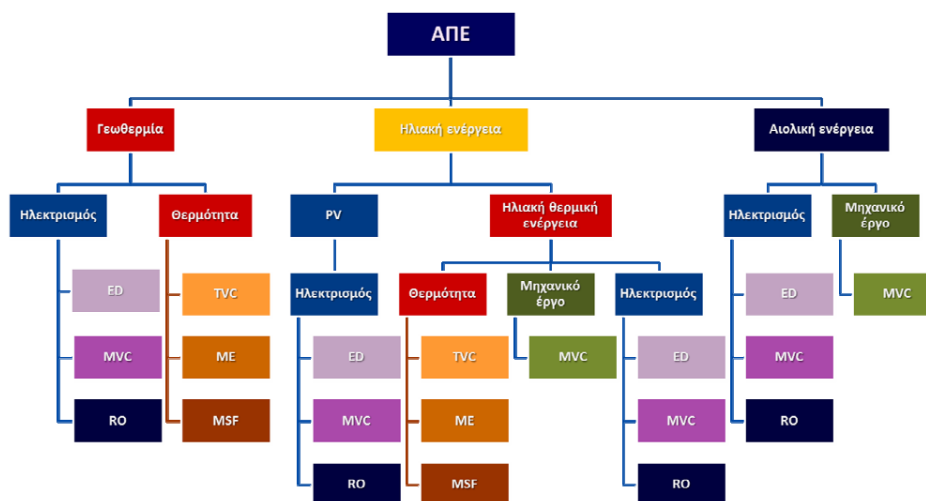 ΑΠΕ
Γεωθερμία
Ηλιακή ενέργεια
Αιολική ενέργεια
Ηλεκτρισμός
Θερμότητα
PV
Ηλιακή θερμική
ενέργεια
Ηλεκτρισμός
Μηχανικό
έργο
ED
MVC
RO
TVC
ME
MSF
Ηλεκτρισμός
ED
MVC
RO
Θερμότητα
TVC
ME
MSF
Μηχανικό
έργο
MVC
Ηλεκτρισμός
ED
MVC
RO
ED
MVC
RO
MVC